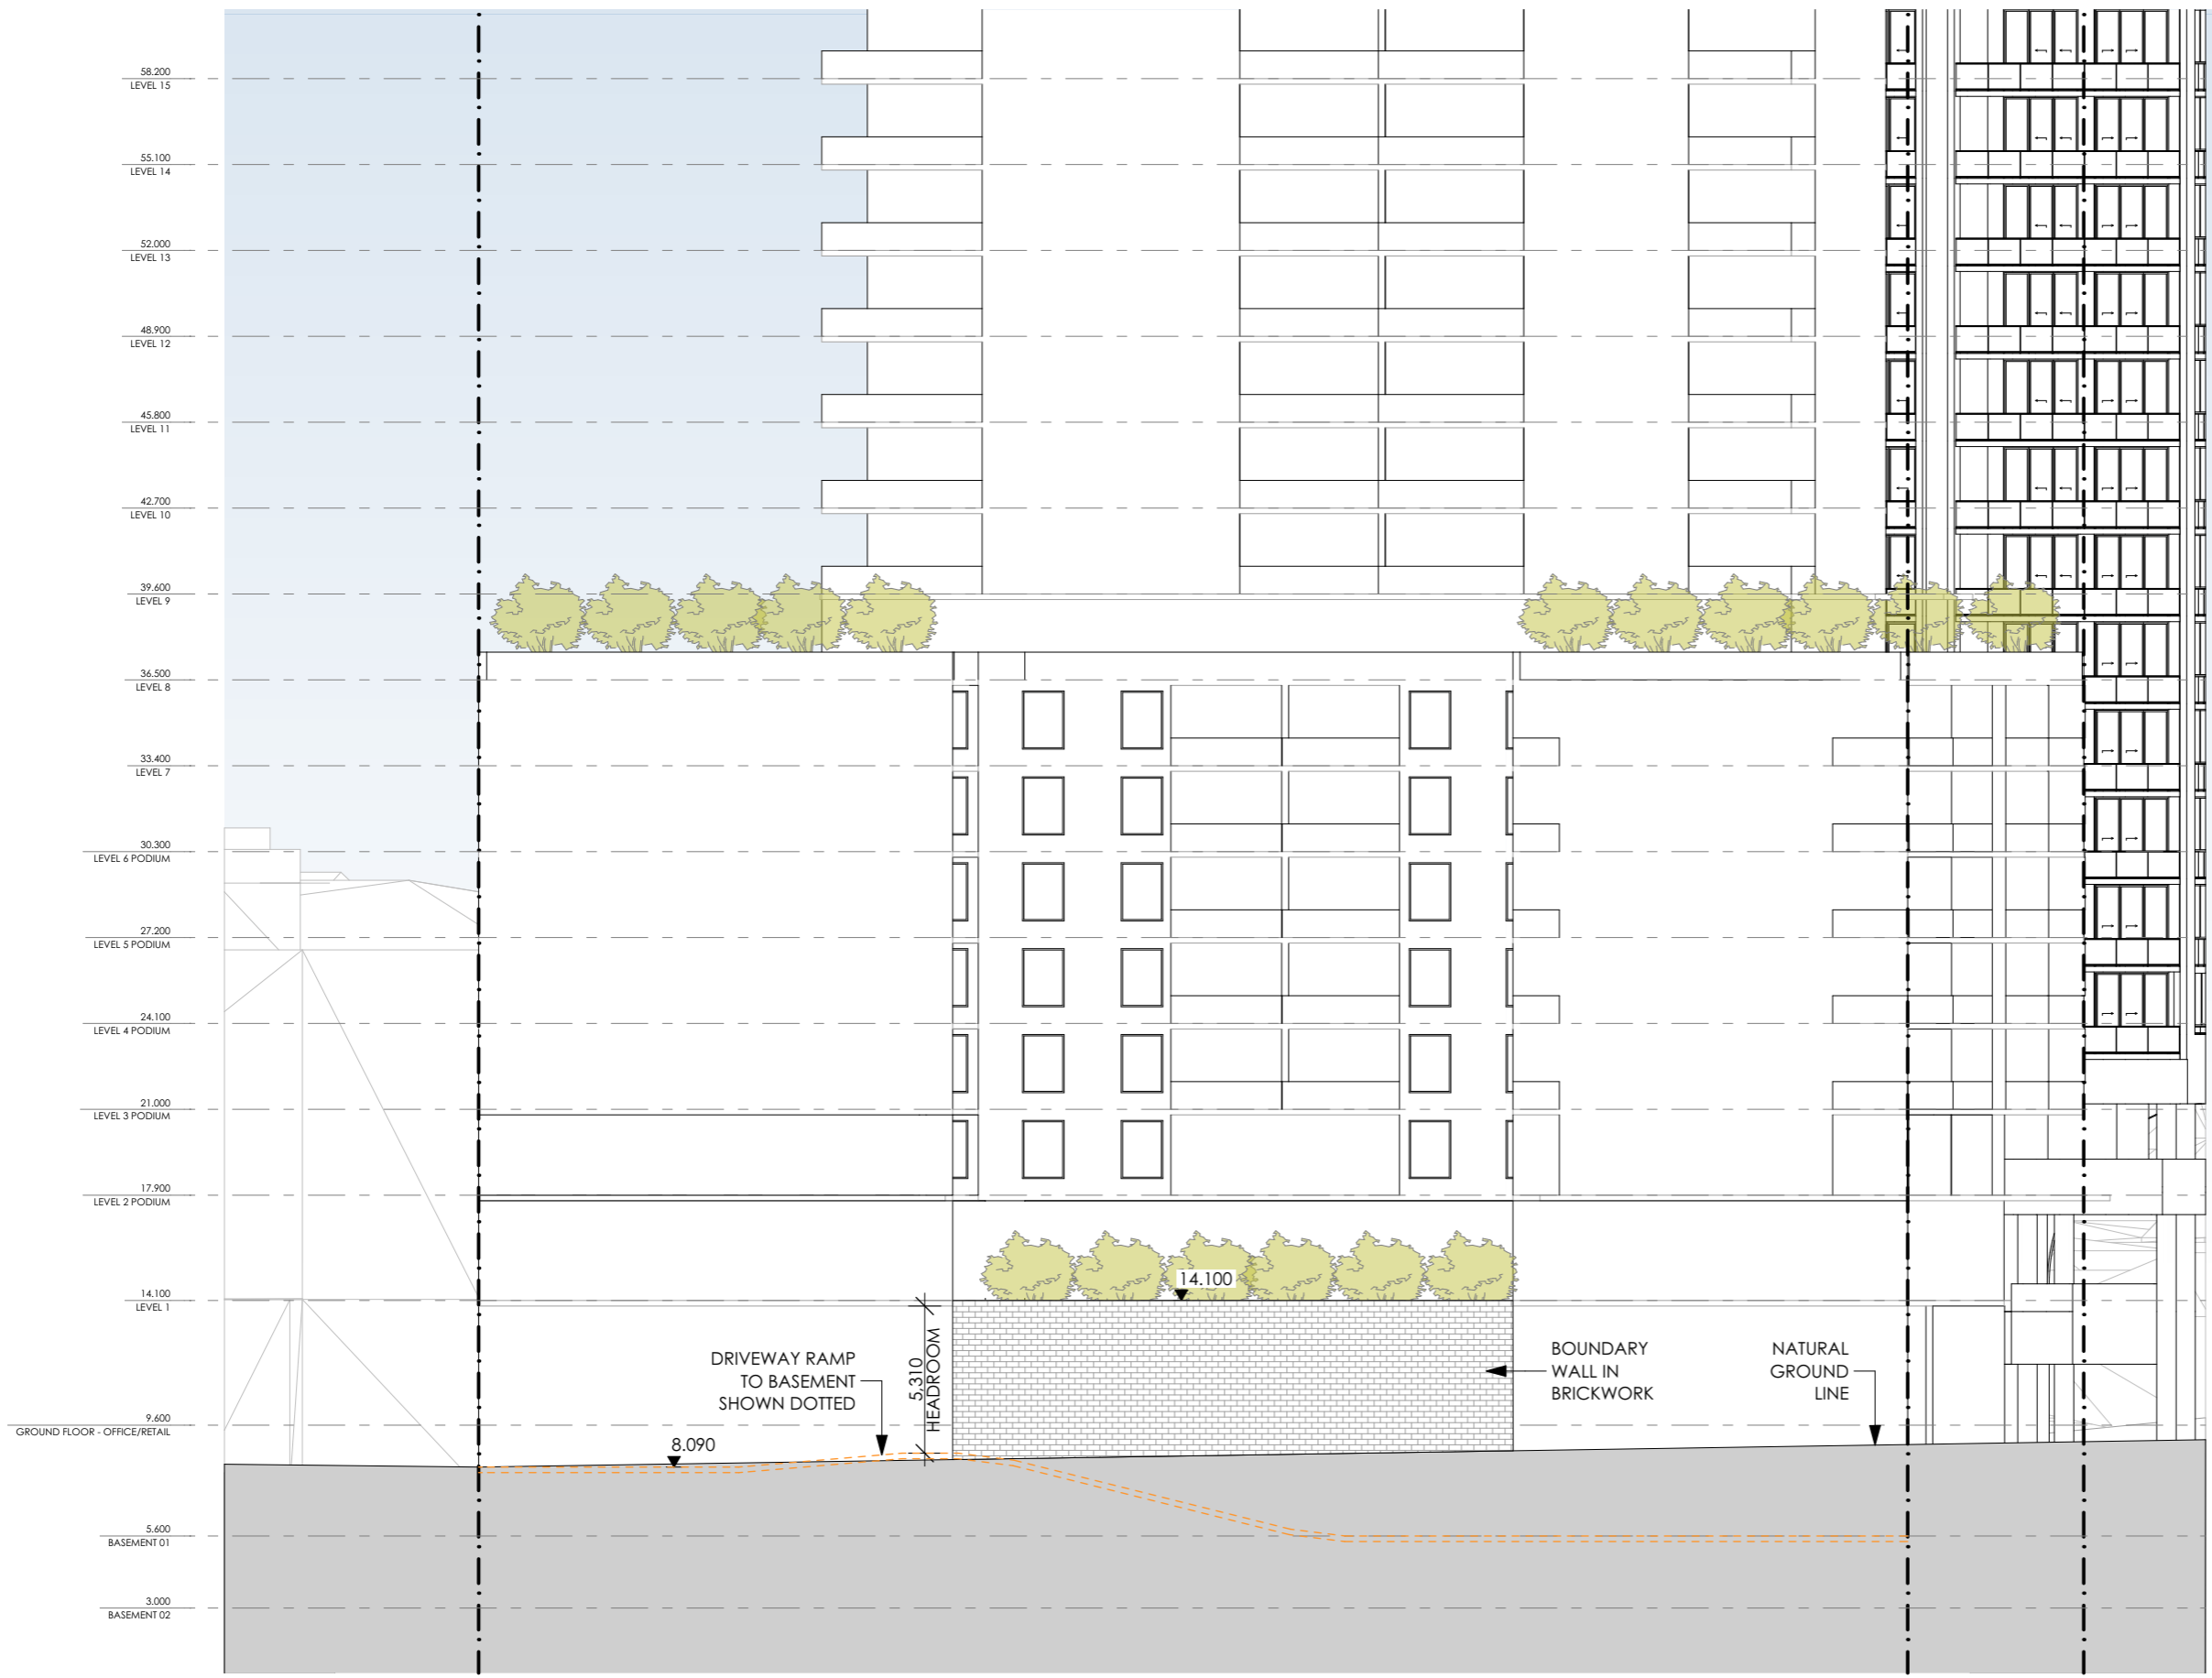 58.200
LEVEL 15
55.100
LEVEL 14
52.000
LEVEL 13
48.900
LEVEL 12
45.800
LEVEL 11
42.700
LEVEL 10
39.600
LEVEL 9
36.500
LEVEL 8
33.400
LEVEL 7
30.300
LEVEL 6 PODIUM
27.200
LEVEL 5 PODIUM
24.100
LEVEL 4 PODIUM
21.000
LEVEL 3 PODIUM
17.900
LEVEL 2 PODIUM
14.100
LEVEL 1
9.600
GROUND FLOOR - OFFICE/RETAIL
5.600
BASEMENT 01
3.000
BASEMENT 02
14.100
DRIVEWAY RAMP
TO BASEMENT
SHOWN DOTTED
8.090
5,310
HEADROOM
BOUNDARY
WALL IN
BRICKWORK
NATURAL
GROUND
LINE